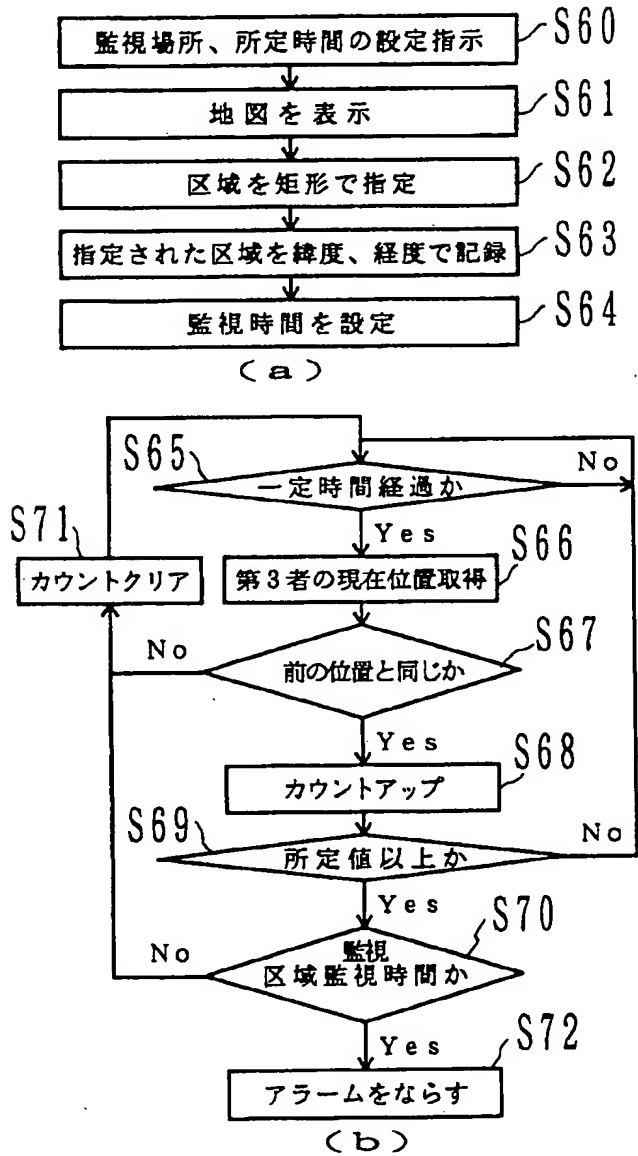 監視場所、所定時間の設定指示
S60
地図を表示
S61
区域を矩形で指定
S62
指定された区域を緯度、経度で記録
S63
監視時間を設定
S64
(a)
S65
一定時間経過か
No
Yes
S71
カウントクリア
S66
第3者の現在位置取得
S67
No
前の位置と同じか
Yes
S68
カウントアップ
S69
所定値以上か
No
Yes
S70
No
監視
区域監視時間か
Yes
S72
アラームをならす
(b)